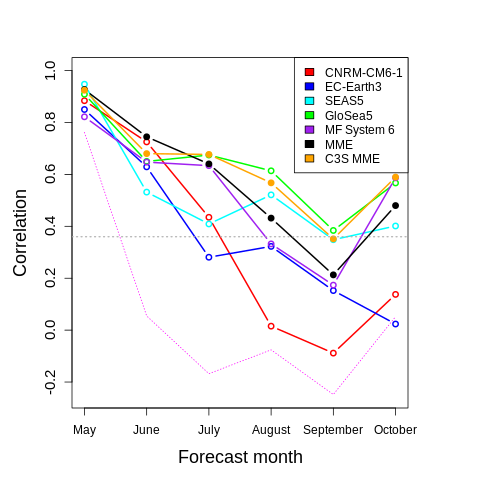 CNRM-CM6-1
EC-Earth3
SEAS5
GloSea5
MF System 6
MME
C3S MME
Correlation
1.0
0.8
0.6
0.4
0.2
0.0
-0.2
May June July August September October
Forecast month